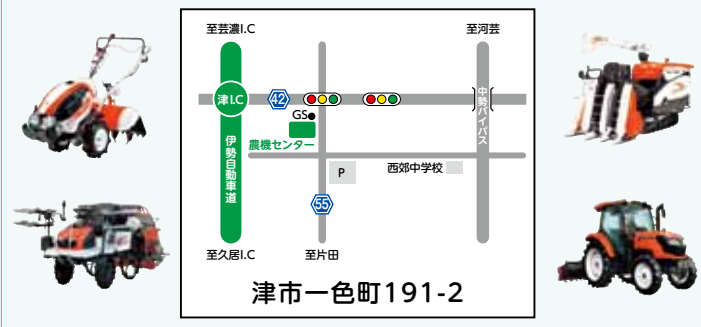 至芸濃I.C
至河芸
津I.C
42
GS
中勢バイパス
農機センター
伊勢自動車道
P
西郊中学校
55
至久居I.C
至片田
津市一色町191-2